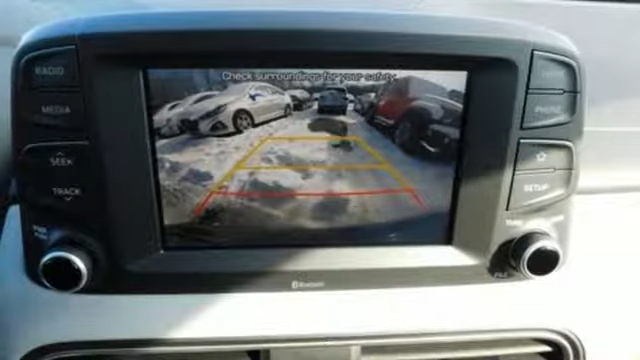 Check surroundings for your safety.
RADIO
MEDIA
SEEK
TRACK
PHONE
SETUP
Bluetooth